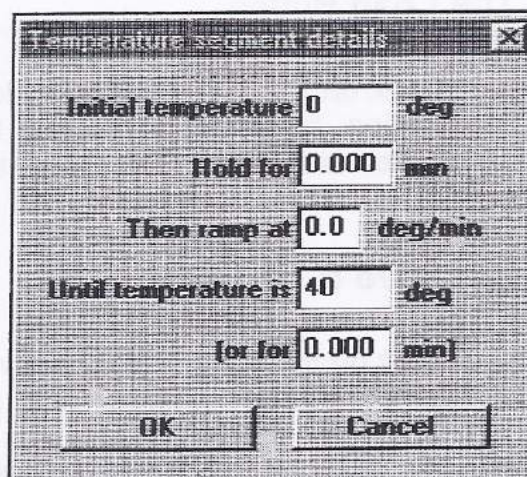 Temperature segment details
Initial temperature 0 deg
Hold for 0.000 min
Then ramp at 0.0 deg/min
Until temperature is 40 deg
(or for 0.000 min)
OK Cancel